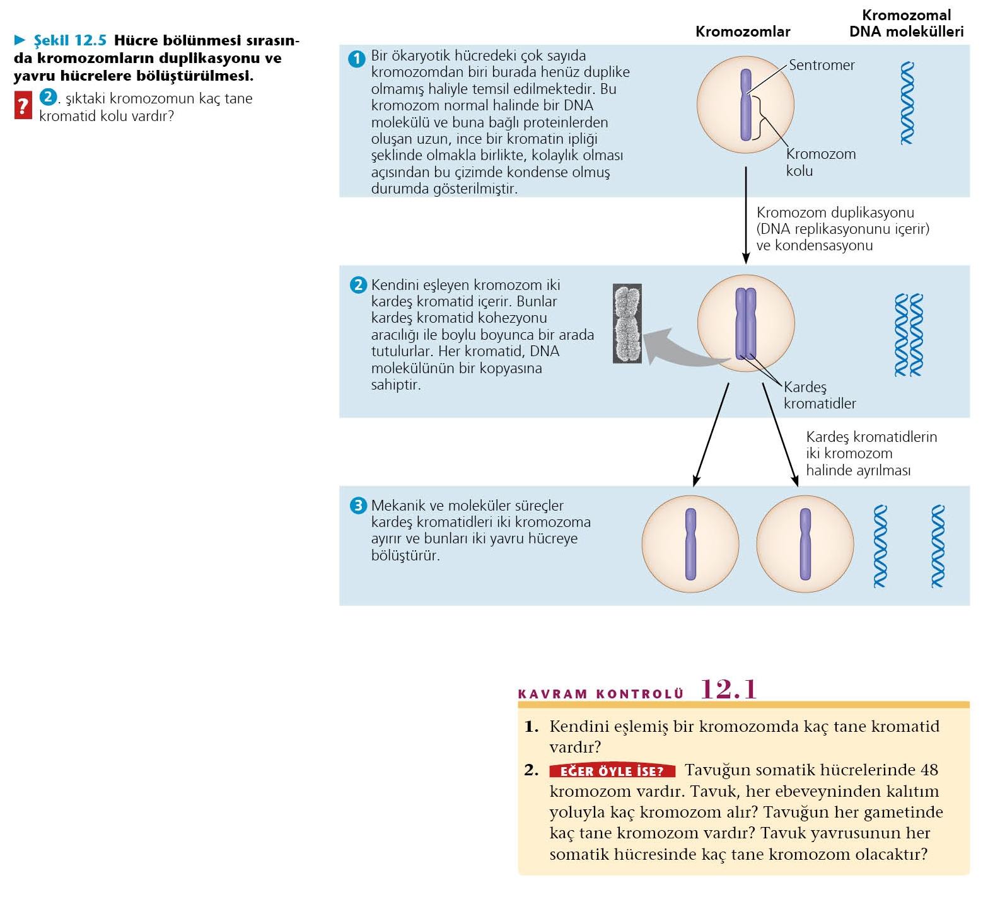 ► Şekil 12.5 Hücre bölünmesi sırasın-
da kromozomların duplikasyonu ve
yavru hücrelere bölüştürülmesi.
? 2. şıktaki kromozomun kaç tane
kromatid kolu vardır?
Kromozomlar
Kromozomal
DNA molekülleri
1 Bir ökaryotik hücredeki çok sayıda
kromozomdan biri burada henüz duplike
olmamış haliyle temsil edilmektedir. Bu
kromozom normal halinde bir DNA
molekülü ve buna bağlı proteinlerden
oluşan uzun, ince bir kromatin ipliği
şeklinde olmakla birlikte, kolaylık olması
açısından bu çizimde kondense olmuş
durumda gösterilmiştir.
Sentromer
Kromozom
kolu
Kromozom duplikasyonu
(DNA replikasyonunu içerir)
ve kondensasyonu
2 Kendini eşleyen kromozom iki
kardeş kromatid içerir. Bunlar
kardeş kromatid kohezyonu
aracılığı ile boylu boyunca bir arada
tutulurlar. Her kromatid, DNA
molekülünün bir kopyasına
sahiptir.
Kardeş
kromatidler
Kardeş kromatidlerin
iki kromozom
halinde ayrılması
3 Mekanik ve moleküler süreçler
kardeş kromatidleri iki kromozoma
ayırır ve bunları iki yavru hücreye
bölüştürür.
KAVRAM KONTROLÜ 12.1
1. Kendini eşlemiş bir kromozomda kaç tane kromatid
vardır?
2. EĞER ÖYLE İSE? Tavuğun somatik hücrelerinde 48
kromozom vardır. Tavuk, her ebeveyninden kalıtım
yoluyla kaç kromozom alır? Tavuğun her gametinde
kaç tane kromozom vardır? Tavuk yavrusunun her
somatik hücresinde kaç tane kromozom olacaktır?